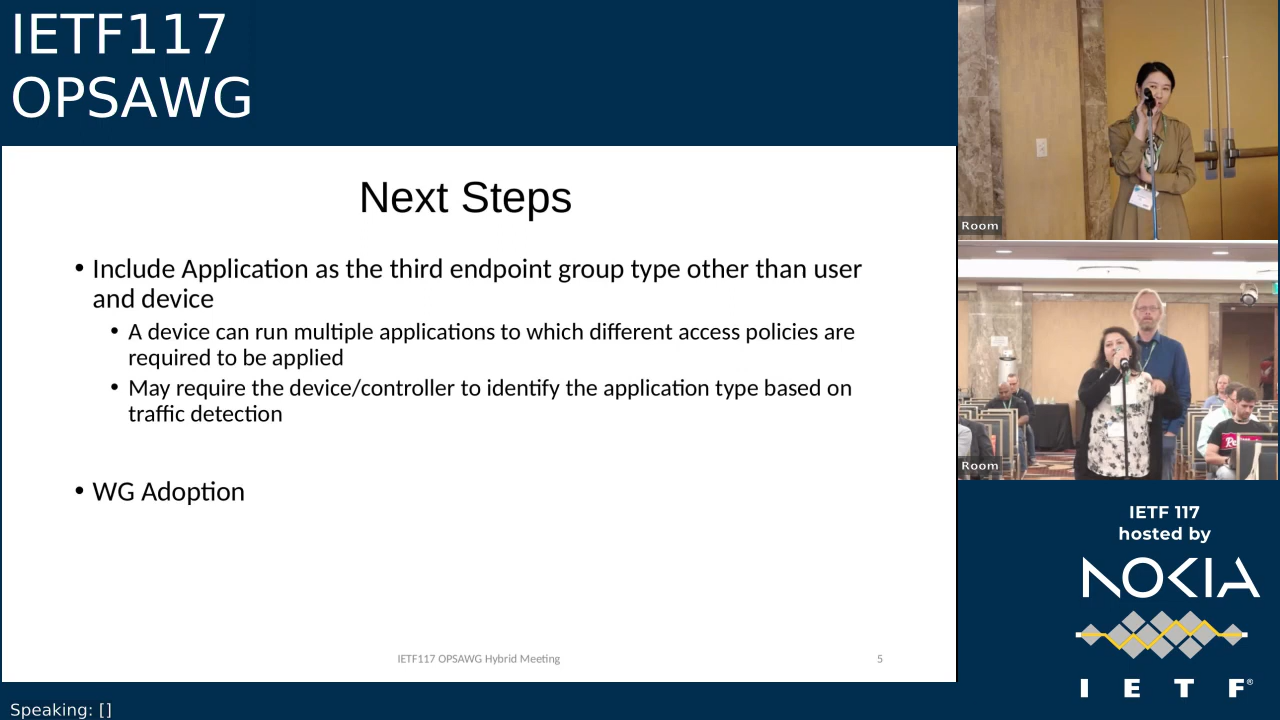 IETF117
OPSAWG
Next Steps
• Include Application as the third endpoint group type other than user
and device
• A device can run multiple applications to which different access policies are
required to be applied
• May require the device/controller to identify the application type based on
traffic detection
• WG Adoption
IETF117 OPSAWG Hybrid Meeting
5
Room
Room
IETF 117
hosted by
NOKIA
I E T F®
Speaking: []